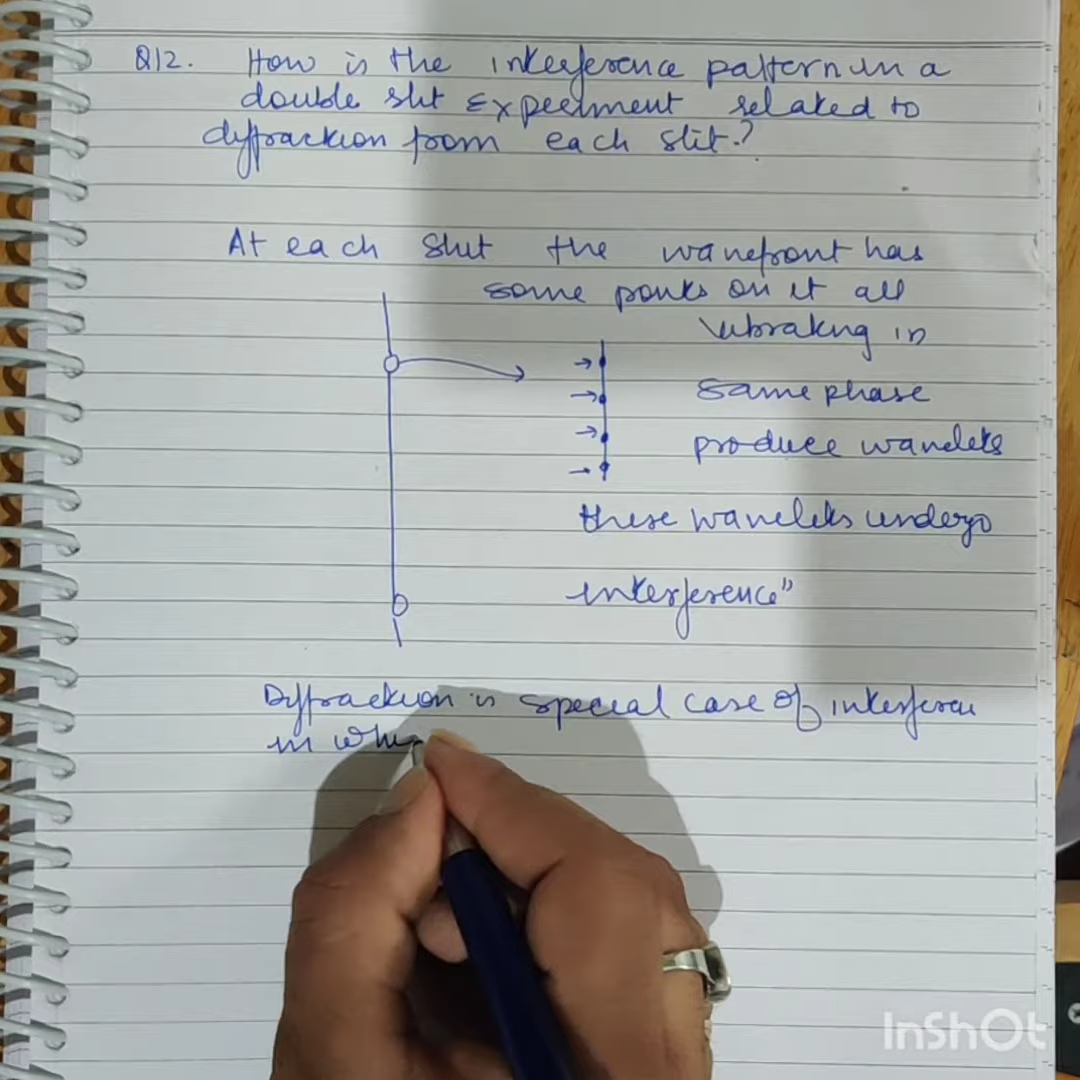 Q12. How is the interference pattern in a
double slit Experiment related to
diffraction from each slit?
At each slit the wavefront has
some points on it all
vibrating in
same phase
produce wavelets
these wavelets undergo
interference"
Diffraction is special case of interferen
in whi
InShOt